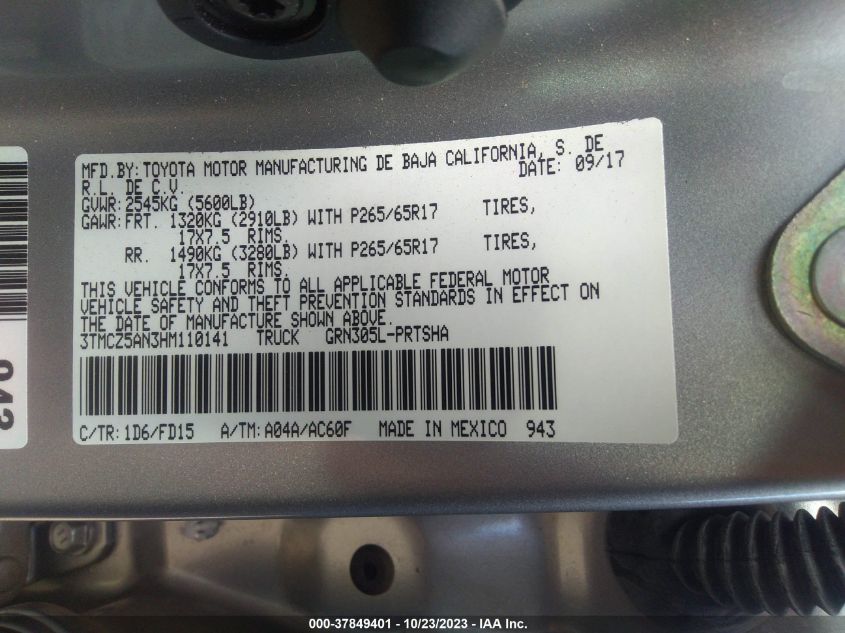 MFD.BY: TOYOTA MOTOR MANUFACTURING DE BAJA CALIFORNIA, S. DE
R.L. DE C.V. DATE: 09/17
GVWR: 2545KG (5600LB)
GAWR: FRT. 1320KG (2910LB) WITH P265/65R17 TIRES,
17X7.5 RIMS.
RR. 1490KG (3280LB) WITH P265/65R17 TIRES,
17X7.5 RIMS.
THIS VEHICLE CONFORMS TO ALL APPLICABLE FEDERAL MOTOR
VEHICLE SAFETY AND THEFT PREVENTION STANDARDS IN EFFECT ON
THE DATE OF MANUFACTURE SHOWN ABOVE.
3TMCZ5AN3HM110141 TRUCK GRN305L-PRTSHA
C/TR: 1D6/FD15 A/TM: A04A/AC60F MADE IN MEXICO 943
943
000-37849401 - 10/23/2023 - IAA Inc.